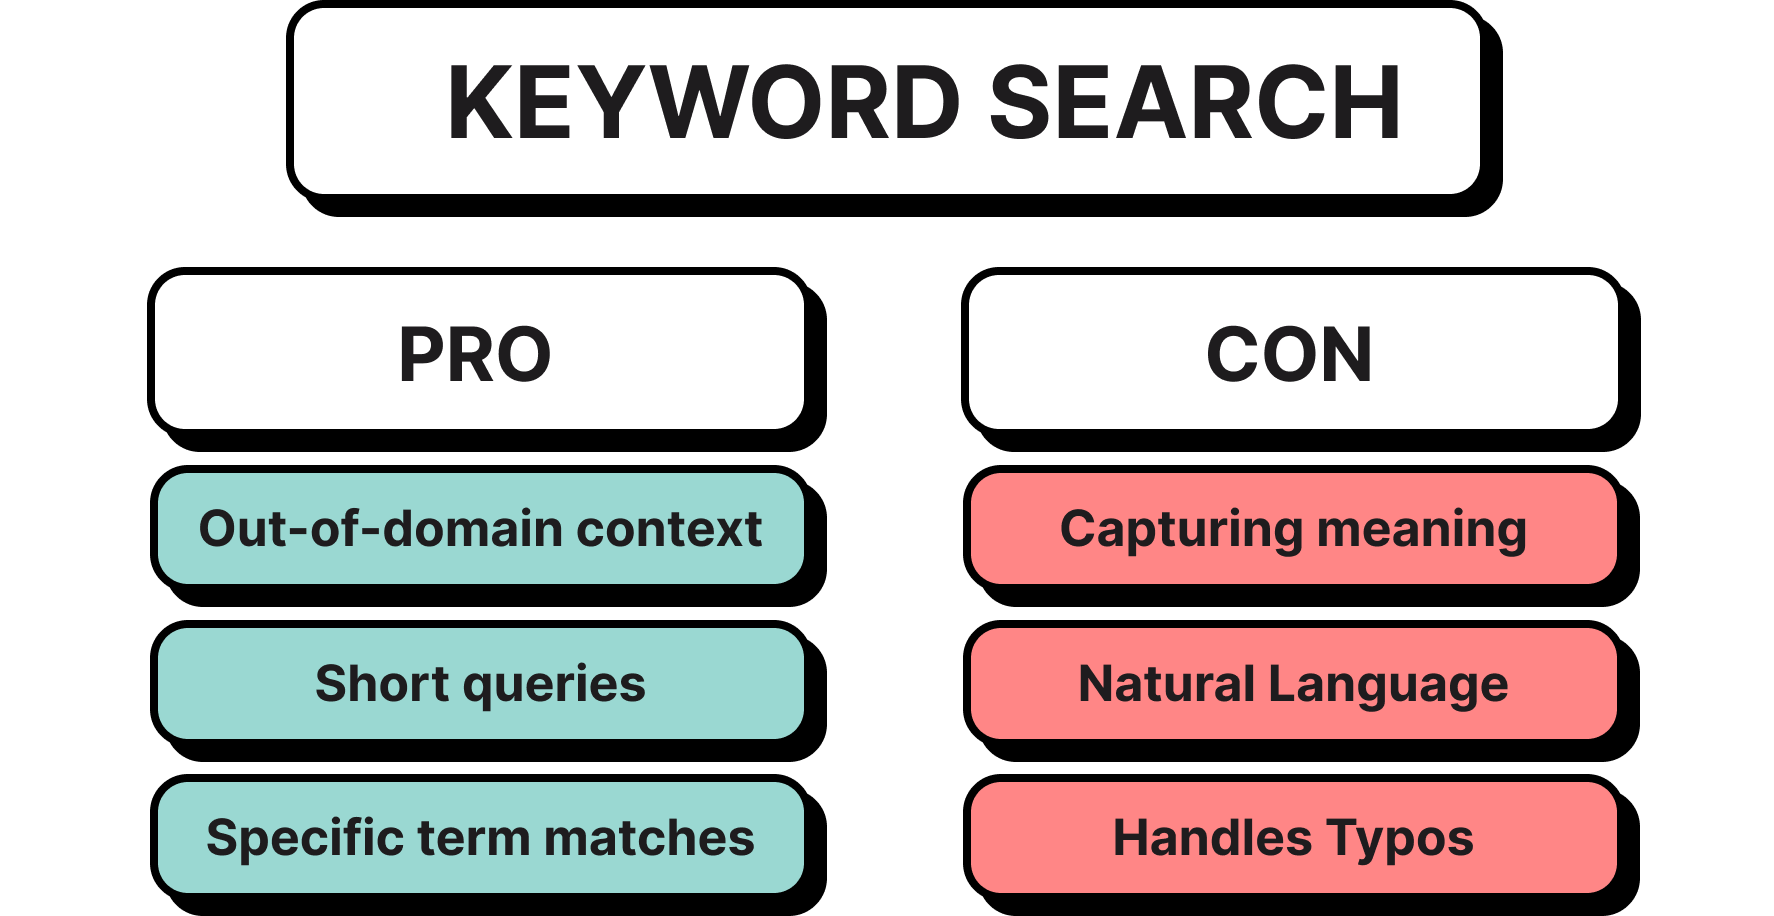 KEYWORD SEARCH
PRO
Out-of-domain context
Short queries
Specific term matches
CON
Capturing meaning
Natural Language
Handles Typos